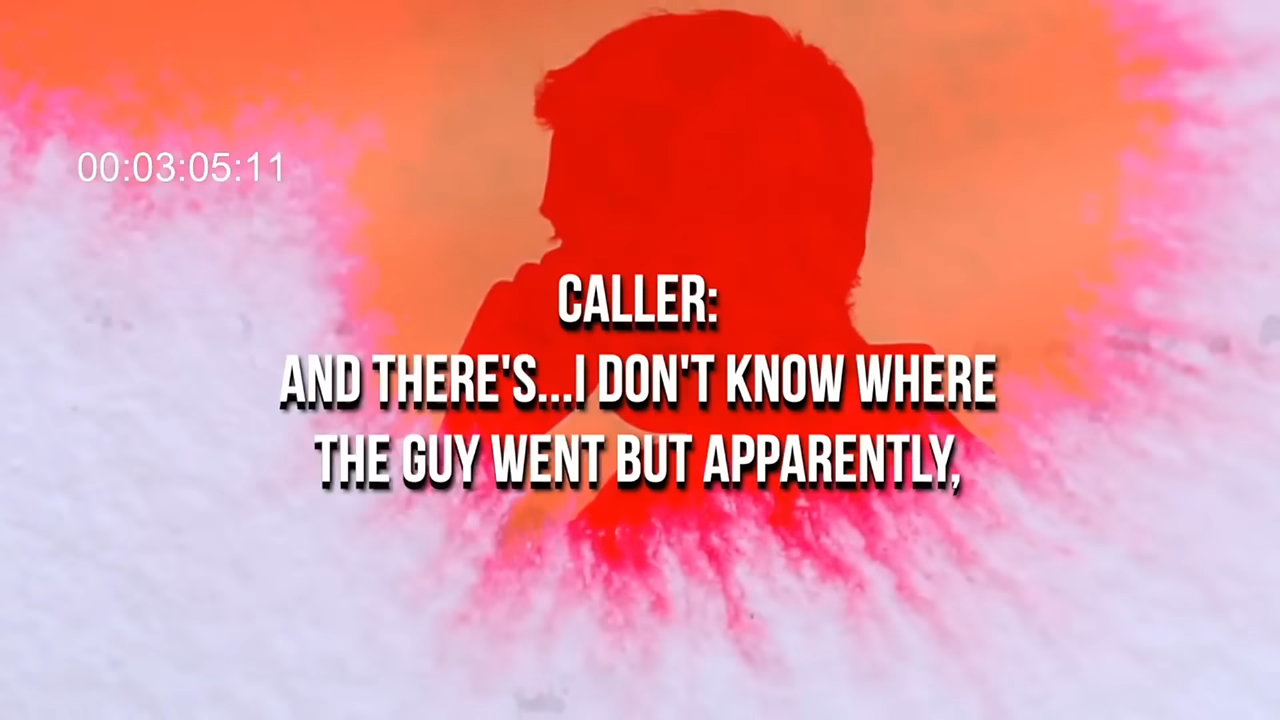 00:03:05:11
CALLER:
AND THERE'S...I DON'T KNOW WHERE
THE GUY WENT BUT APPARENTLY,